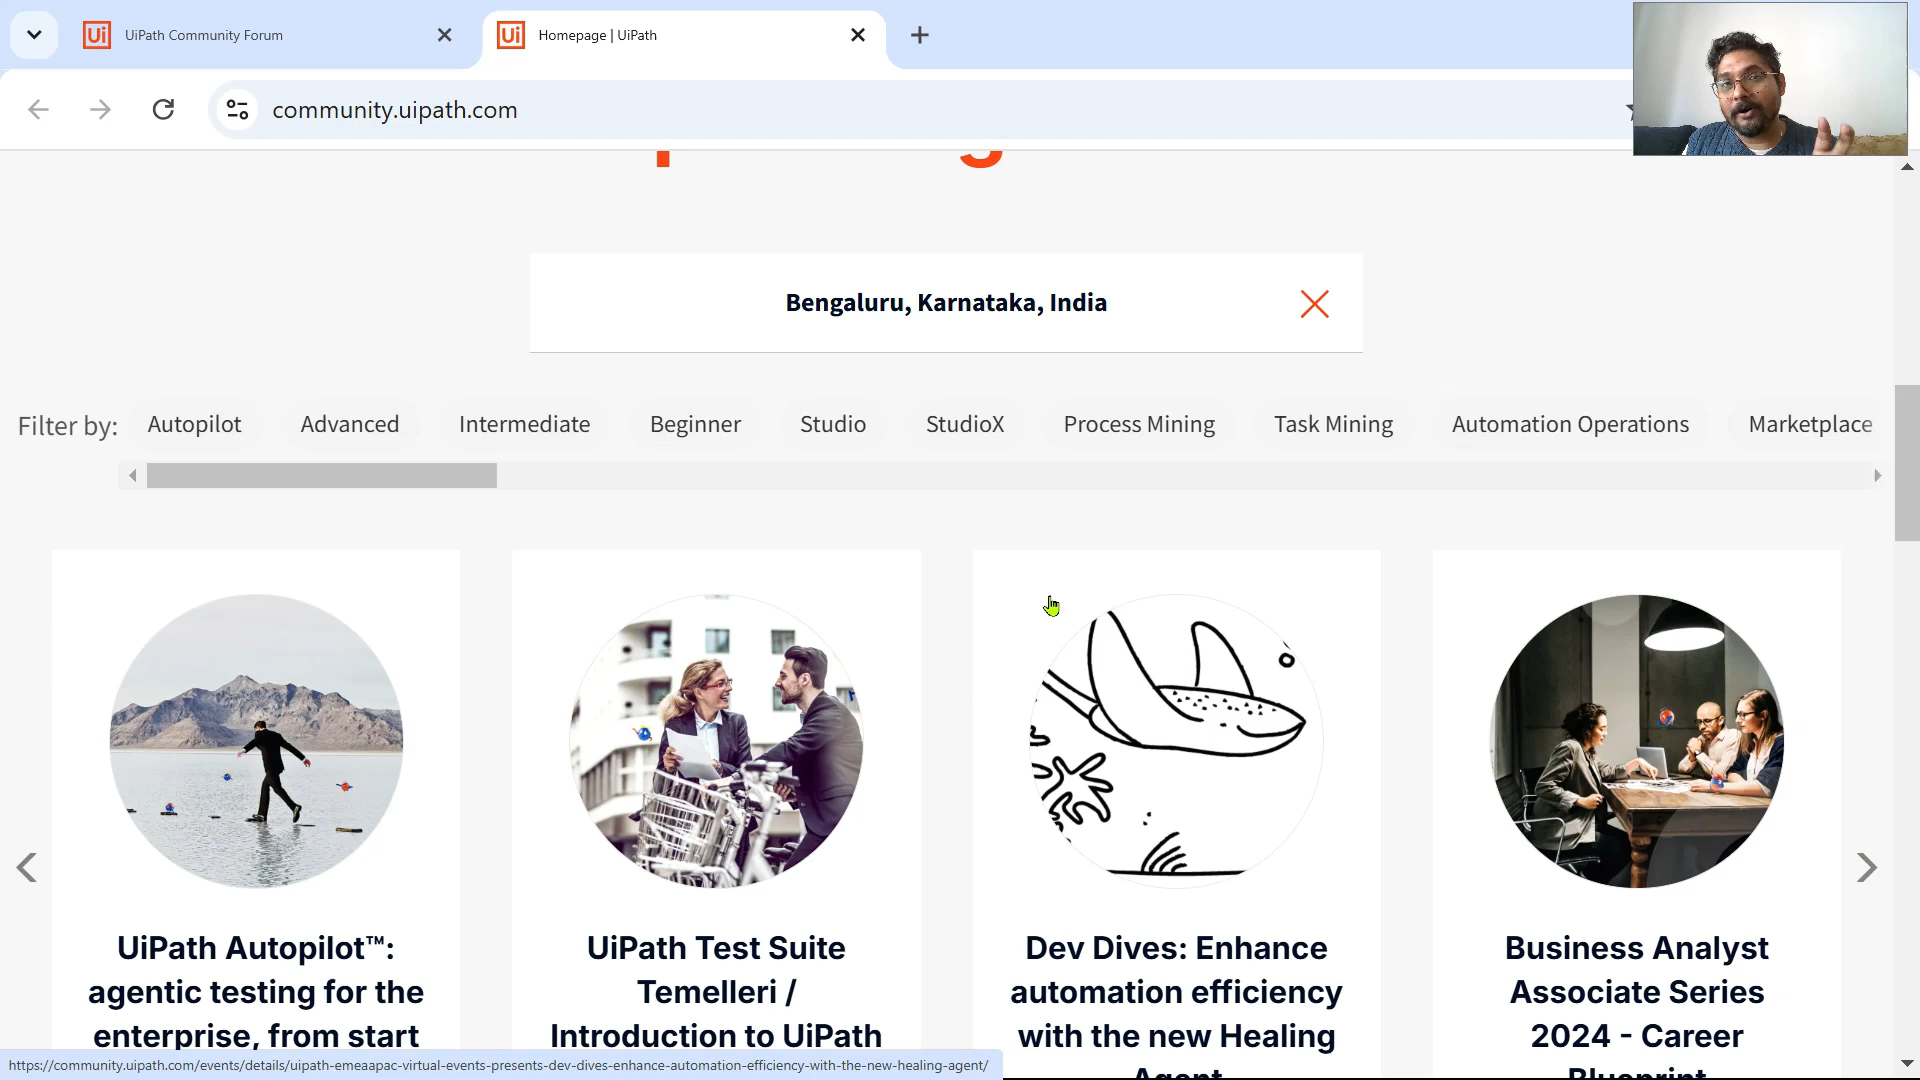 UiPath Community Forum
Homepage | UiPath
community.uipath.com
Bengaluru, Karnataka, India
Filter by: Autopilot Advanced Intermediate Beginner Studio StudioX Process Mining Task Mining Automation Operations Marketplace
UiPath Autopilot™:
agentic testing for the
enterprise, from start
UiPath Test Suite
Temelleri /
Introduction to UiPath
Dev Dives: Enhance
automation efficiency
with the new Healing
Agent
Business Analyst
Associate Series
2024 - Career
Blueprint
https://community.uipath.com/events/details/uipath-emeaapac-virtual-events-presents-dev-dives-enhance-automation-efficiency-with-the-new-healing-agent/